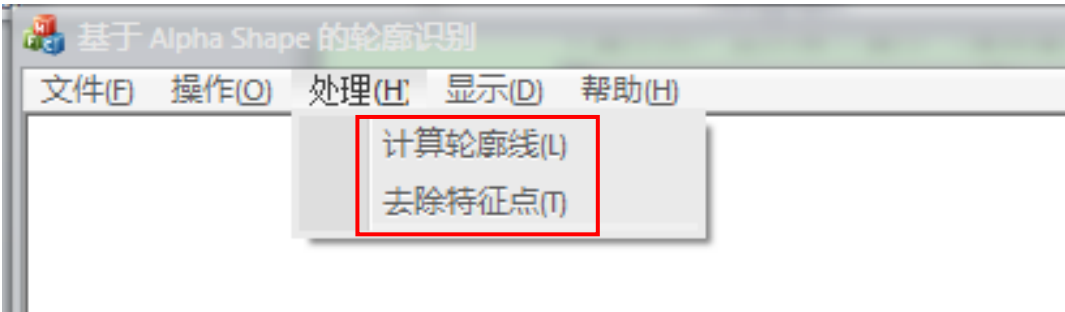 基于 Alpha Shape 的轮廓识别
文件(F) 操作(O) 处理(H) 显示(D) 帮助(H)
计算轮廓线(L)
去除特征点(T)